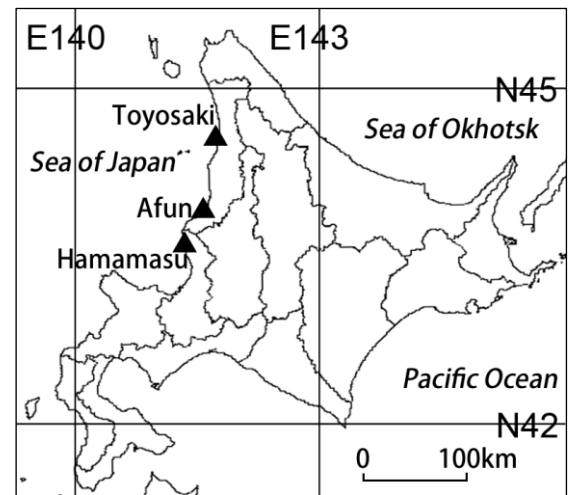 E140
E143
N45
Toyosaki
Sea of Okhotsk
Sea of Japan
Afun
Hamamasu
Pacific Ocean
N42
0 100km